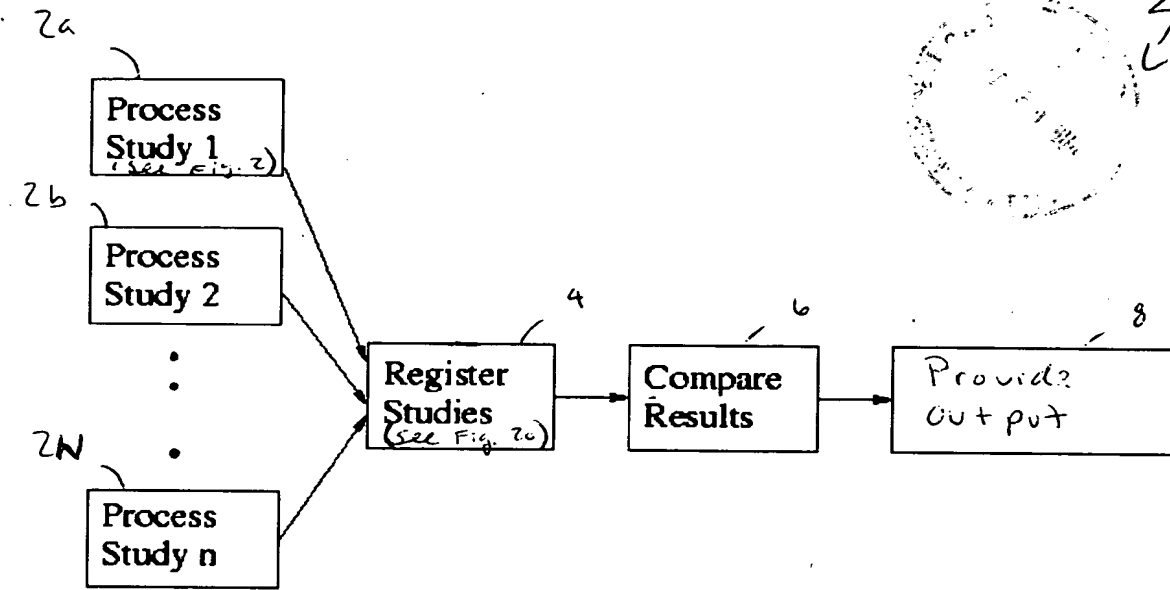 2a
Process
Study 1
(see Fig. 2)
2b
Process
Study 2
2N
Process
Study n
4
Register
Studies
(see Fig. 20)
6
Compare
Results
8
Provide
output